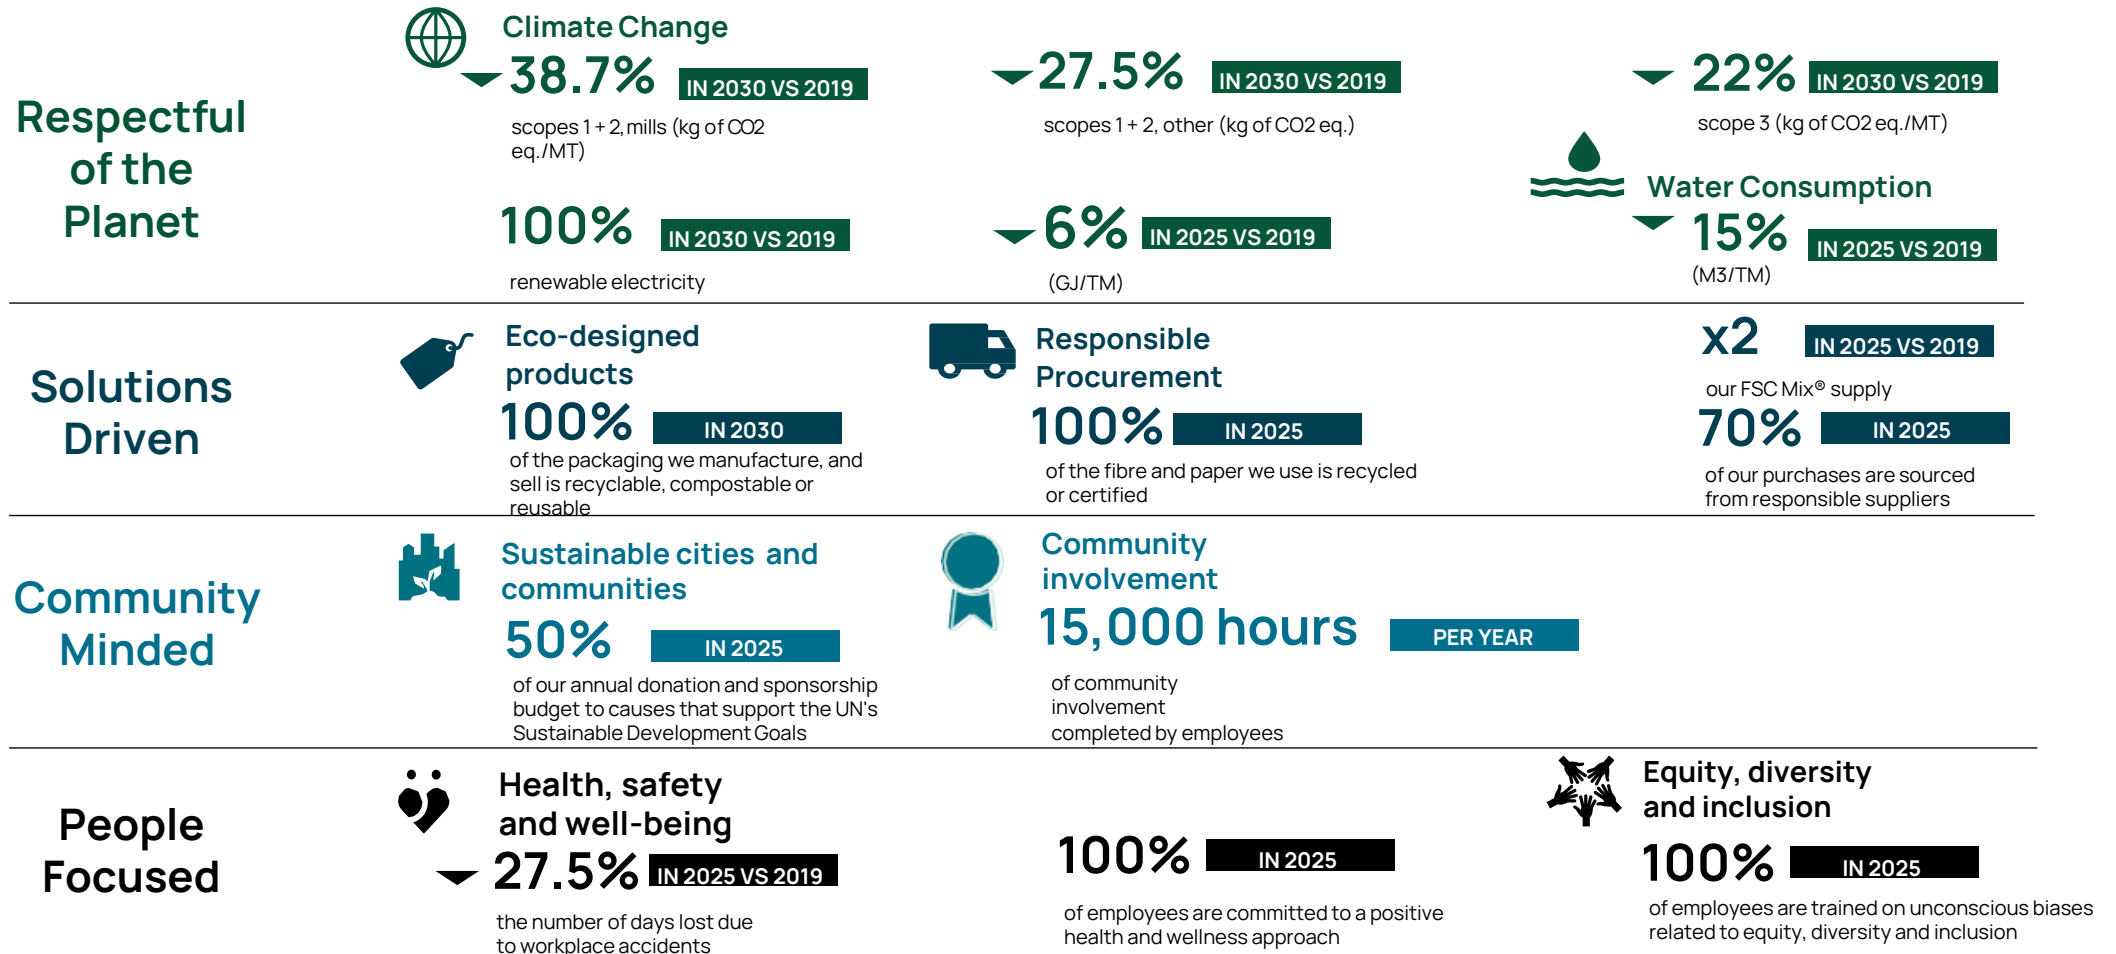 Respectful
of the
Planet
Climate Change
38.7% IN 2030 VS 2019
scopes 1 + 2, mills (kg of CO2
eq./MT)
27.5% IN 2030 VS 2019
scopes 1 + 2, other (kg of CO2 eq.)
22% IN 2030 VS 2019
scope 3 (kg of CO2 eq./MT)
100% IN 2030 VS 2019
renewable electricity
6% IN 2025 VS 2019
(GJ/TM)
Water Consumption
15% IN 2025 VS 2019
(M3/TM)
Solutions
Driven
Eco-designed
products
100% IN 2030
of the packaging we manufacture, and
sell is recyclable, compostable or
reusable
Responsible
Procurement
100% IN 2025
of the fibre and paper we use is recycled
or certified
x2 IN 2025 VS 2019
our FSC Mix® supply
70% IN 2025
of our purchases are sourced
from responsible suppliers
Community
Minded
Sustainable cities and
communities
50% IN 2025
of our annual donation and sponsorship
budget to causes that support the UN's
Sustainable Development Goals
Community
involvement
15,000 hours PER YEAR
of community
involvement
completed by employees
People
Focused
Health, safety
and well-being
27.5% IN 2025 VS 2019
the number of days lost due
to workplace accidents
100% IN 2025
of employees are committed to a positive
health and wellness approach
Equity, diversity
and inclusion
100% IN 2025
of employees are trained on unconscious biases
related to equity, diversity and inclusion